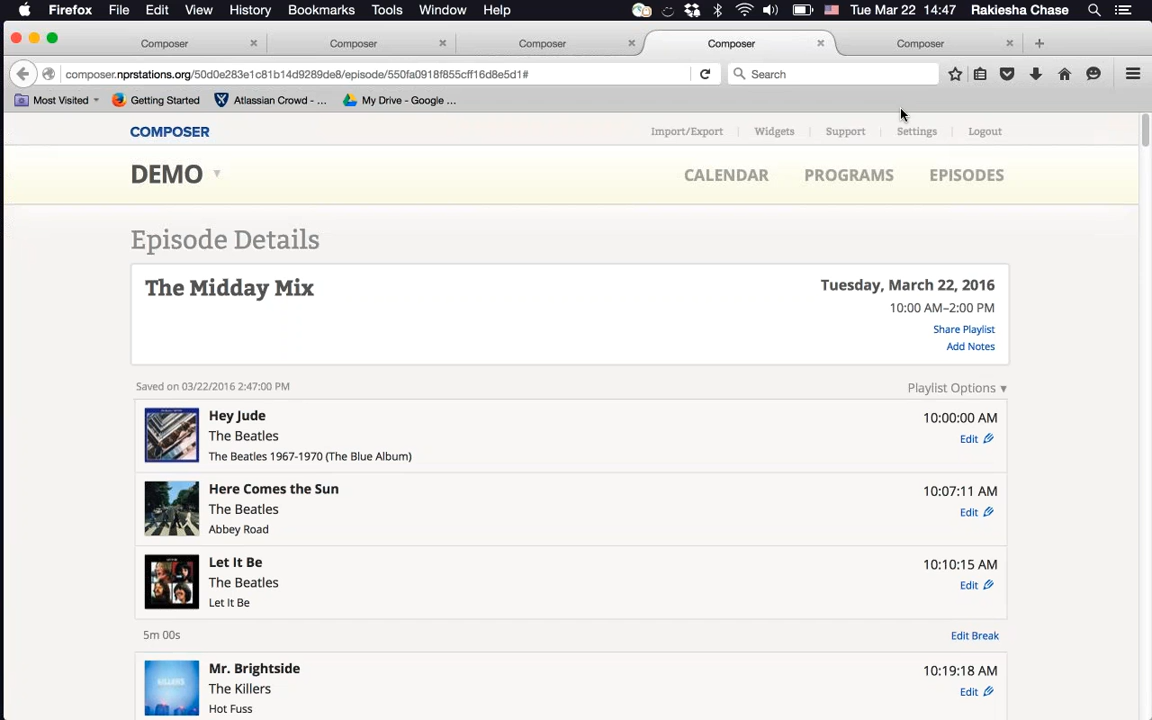 Firefox File Edit View History Bookmarks Tools Window Help Tue Mar 22 14:47 Rakiesha Chase
Composer Composer Composer Composer Composer
composer.nprstations.org/50d0e283e1c81b14d9289de8/episode/550fa0918f855cff16d8e5d1# Search
Most Visited Getting Started Atlassian Crowd - ... My Drive - Google ...
COMPOSER Import/Export Widgets Support Settings Logout
DEMO CALENDAR PROGRAMS EPISODES
Episode Details
The Midday Mix Tuesday, March 22, 2016
10:00 AM–2:00 PM
Share Playlist
Add Notes
Saved on 03/22/2016 2:47:00 PM Playlist Options
Hey Jude 10:00:00 AM
The Beatles Edit
The Beatles 1967-1970 (The Blue Album)
Here Comes the Sun 10:07:11 AM
The Beatles Edit
Abbey Road
Let It Be 10:10:15 AM
The Beatles Edit
Let It Be
5m 00s Edit Break
Mr. Brightside 10:19:18 AM
The Killers Edit
Hot Fuss